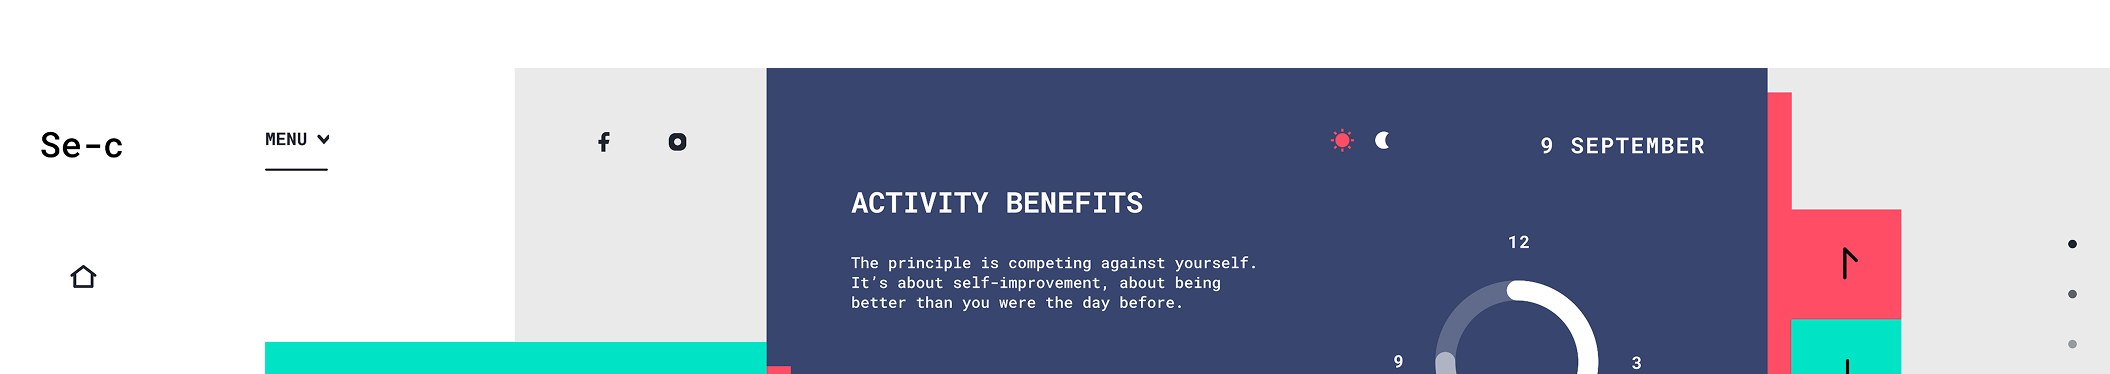 Se-c
MENU
9 SEPTEMBER
ACTIVITY BENEFITS
The principle is competing against yourself.
It's about self-improvement, about being
better than you were the day before.
12
9
3